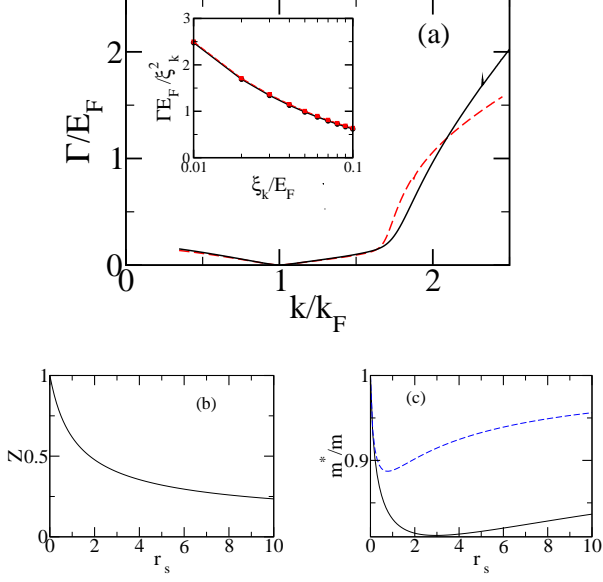 (a)
Γ/E_F
2
1
0
0
1
2
k/k_F
ΓE_F/ξ²_k
3
2
1
0
0.01
0.1
ξ_k/E_F
(b)
Z
1
0.5
0
0 2 4 6 8 10
r_s
(c)
m*/m
1
0.9
0 2 4 6 8 10
r_s